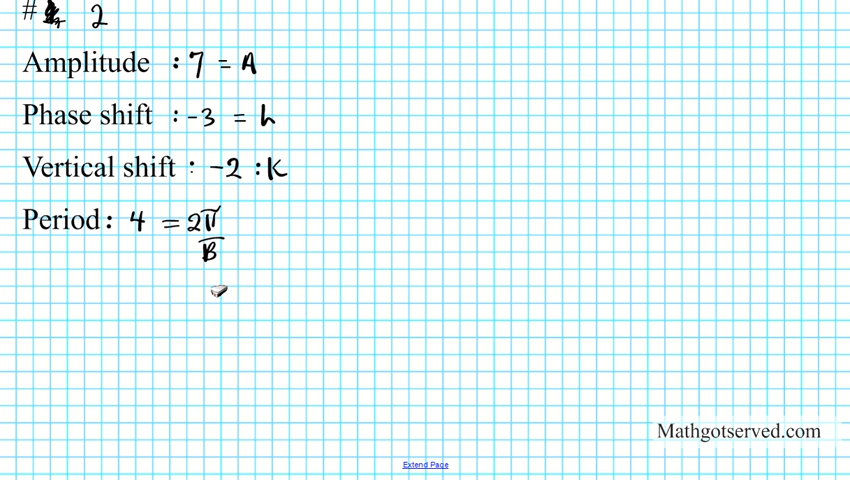 # 2
Amplitude : 7 = A
Phase shift : -3 = h
Vertical shift : -2 : K
Period : 4 = 2π
B
Mathgotserved.com
Extend Page